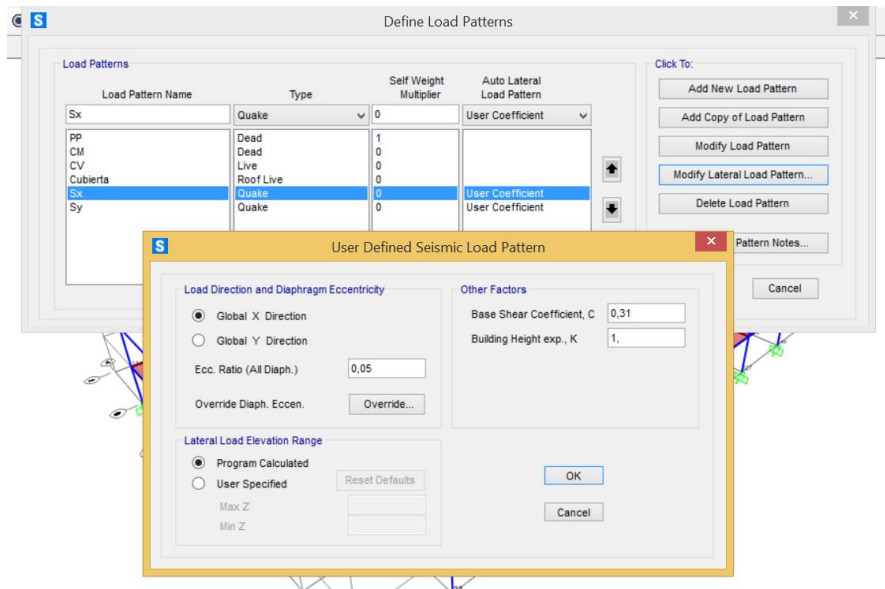 S Define Load Patterns
Load Patterns
Click To:
Load Pattern Name Type Self Weight Multiplier Auto Lateral Load Pattern
Sx Quake 0 User Coefficient
PP Dead 1
CM Dead 0
CV Live 0
Cubierta Roof Live 0
Sx Quake 0 User Coefficient
Sy Quake 0 User Coefficient
Add New Load Pattern
Add Copy of Load Pattern
Modify Load Pattern
Modify Lateral Load Pattern...
Delete Load Pattern
Pattern Notes...
Cancel
S User Defined Seismic Load Pattern
Load Direction and Diaphragm Eccentricity
Global X Direction
Global Y Direction
Ecc. Ratio (All Diaph.) 0,05
Override Diaph. Eccen. Override...
Other Factors
Base Shear Coefficient, C 0,31
Building Height exp., K 1,
Lateral Load Elevation Range
Program Calculated
User Specified Reset Defaults
Max Z
Min Z
OK
Cancel